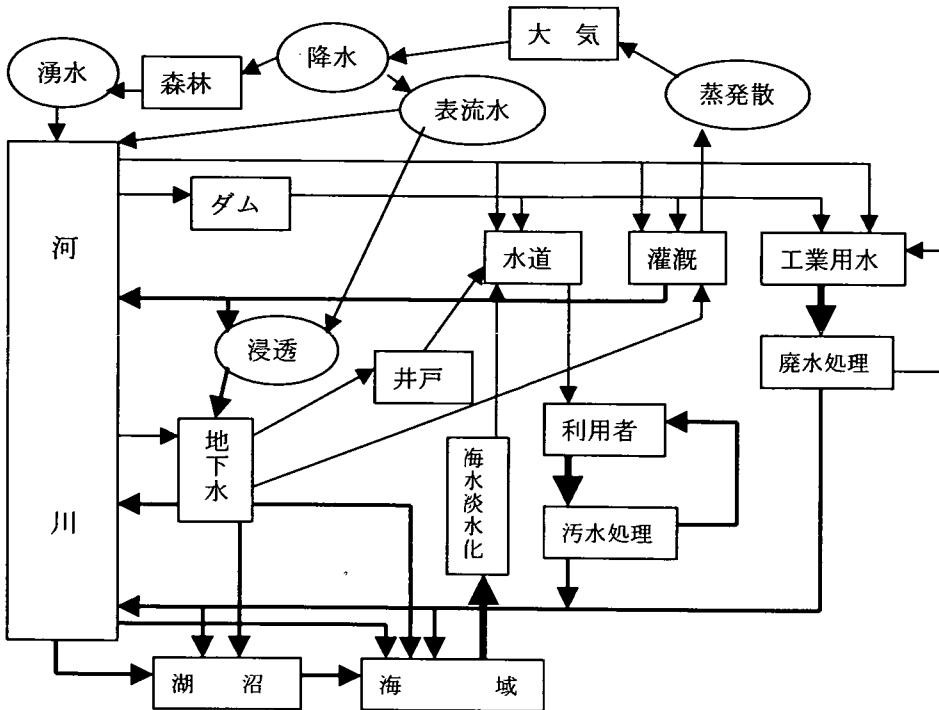 大　気
降水
湧水
森林
蒸発散
表流水
ダム
河　川
水道
灌漑
工業用水
浸透
井戸
廃水処理
地下水
利用者
海水淡水化
汚水処理
湖　沼
海　域